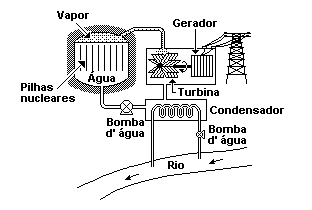 Vapor
Gerador
Água
Pilhas
nucleares
Turbina
Condensador
Bomba
d' água
Bomba
d' água
Rio